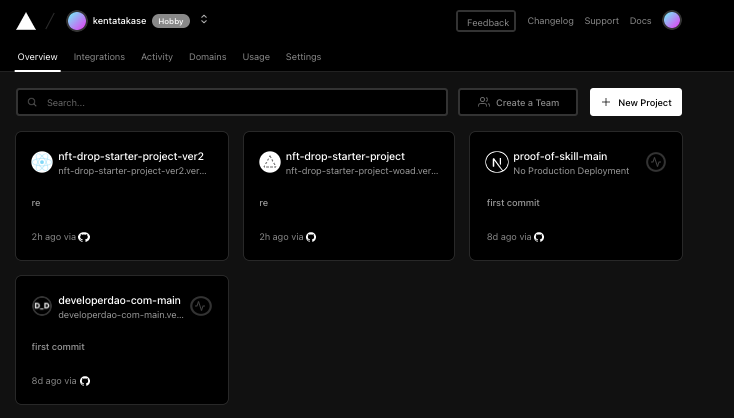 kentatakase Hobby Feedback Changelog Support Docs
Overview Integrations Activity Domains Usage Settings
Search... Create a Team + New Project
nft-drop-starter-project-ver2
nft-drop-starter-project-ver2.ver...
re
2h ago via
nft-drop-starter-project
nft-drop-starter-project-woad.ver...
re
2h ago via
N
proof-of-skill-main
No Production Deployment
first commit
8d ago via
D_D
developerdao-com-main
developerdao-com-main.ve...
first commit
8d ago via